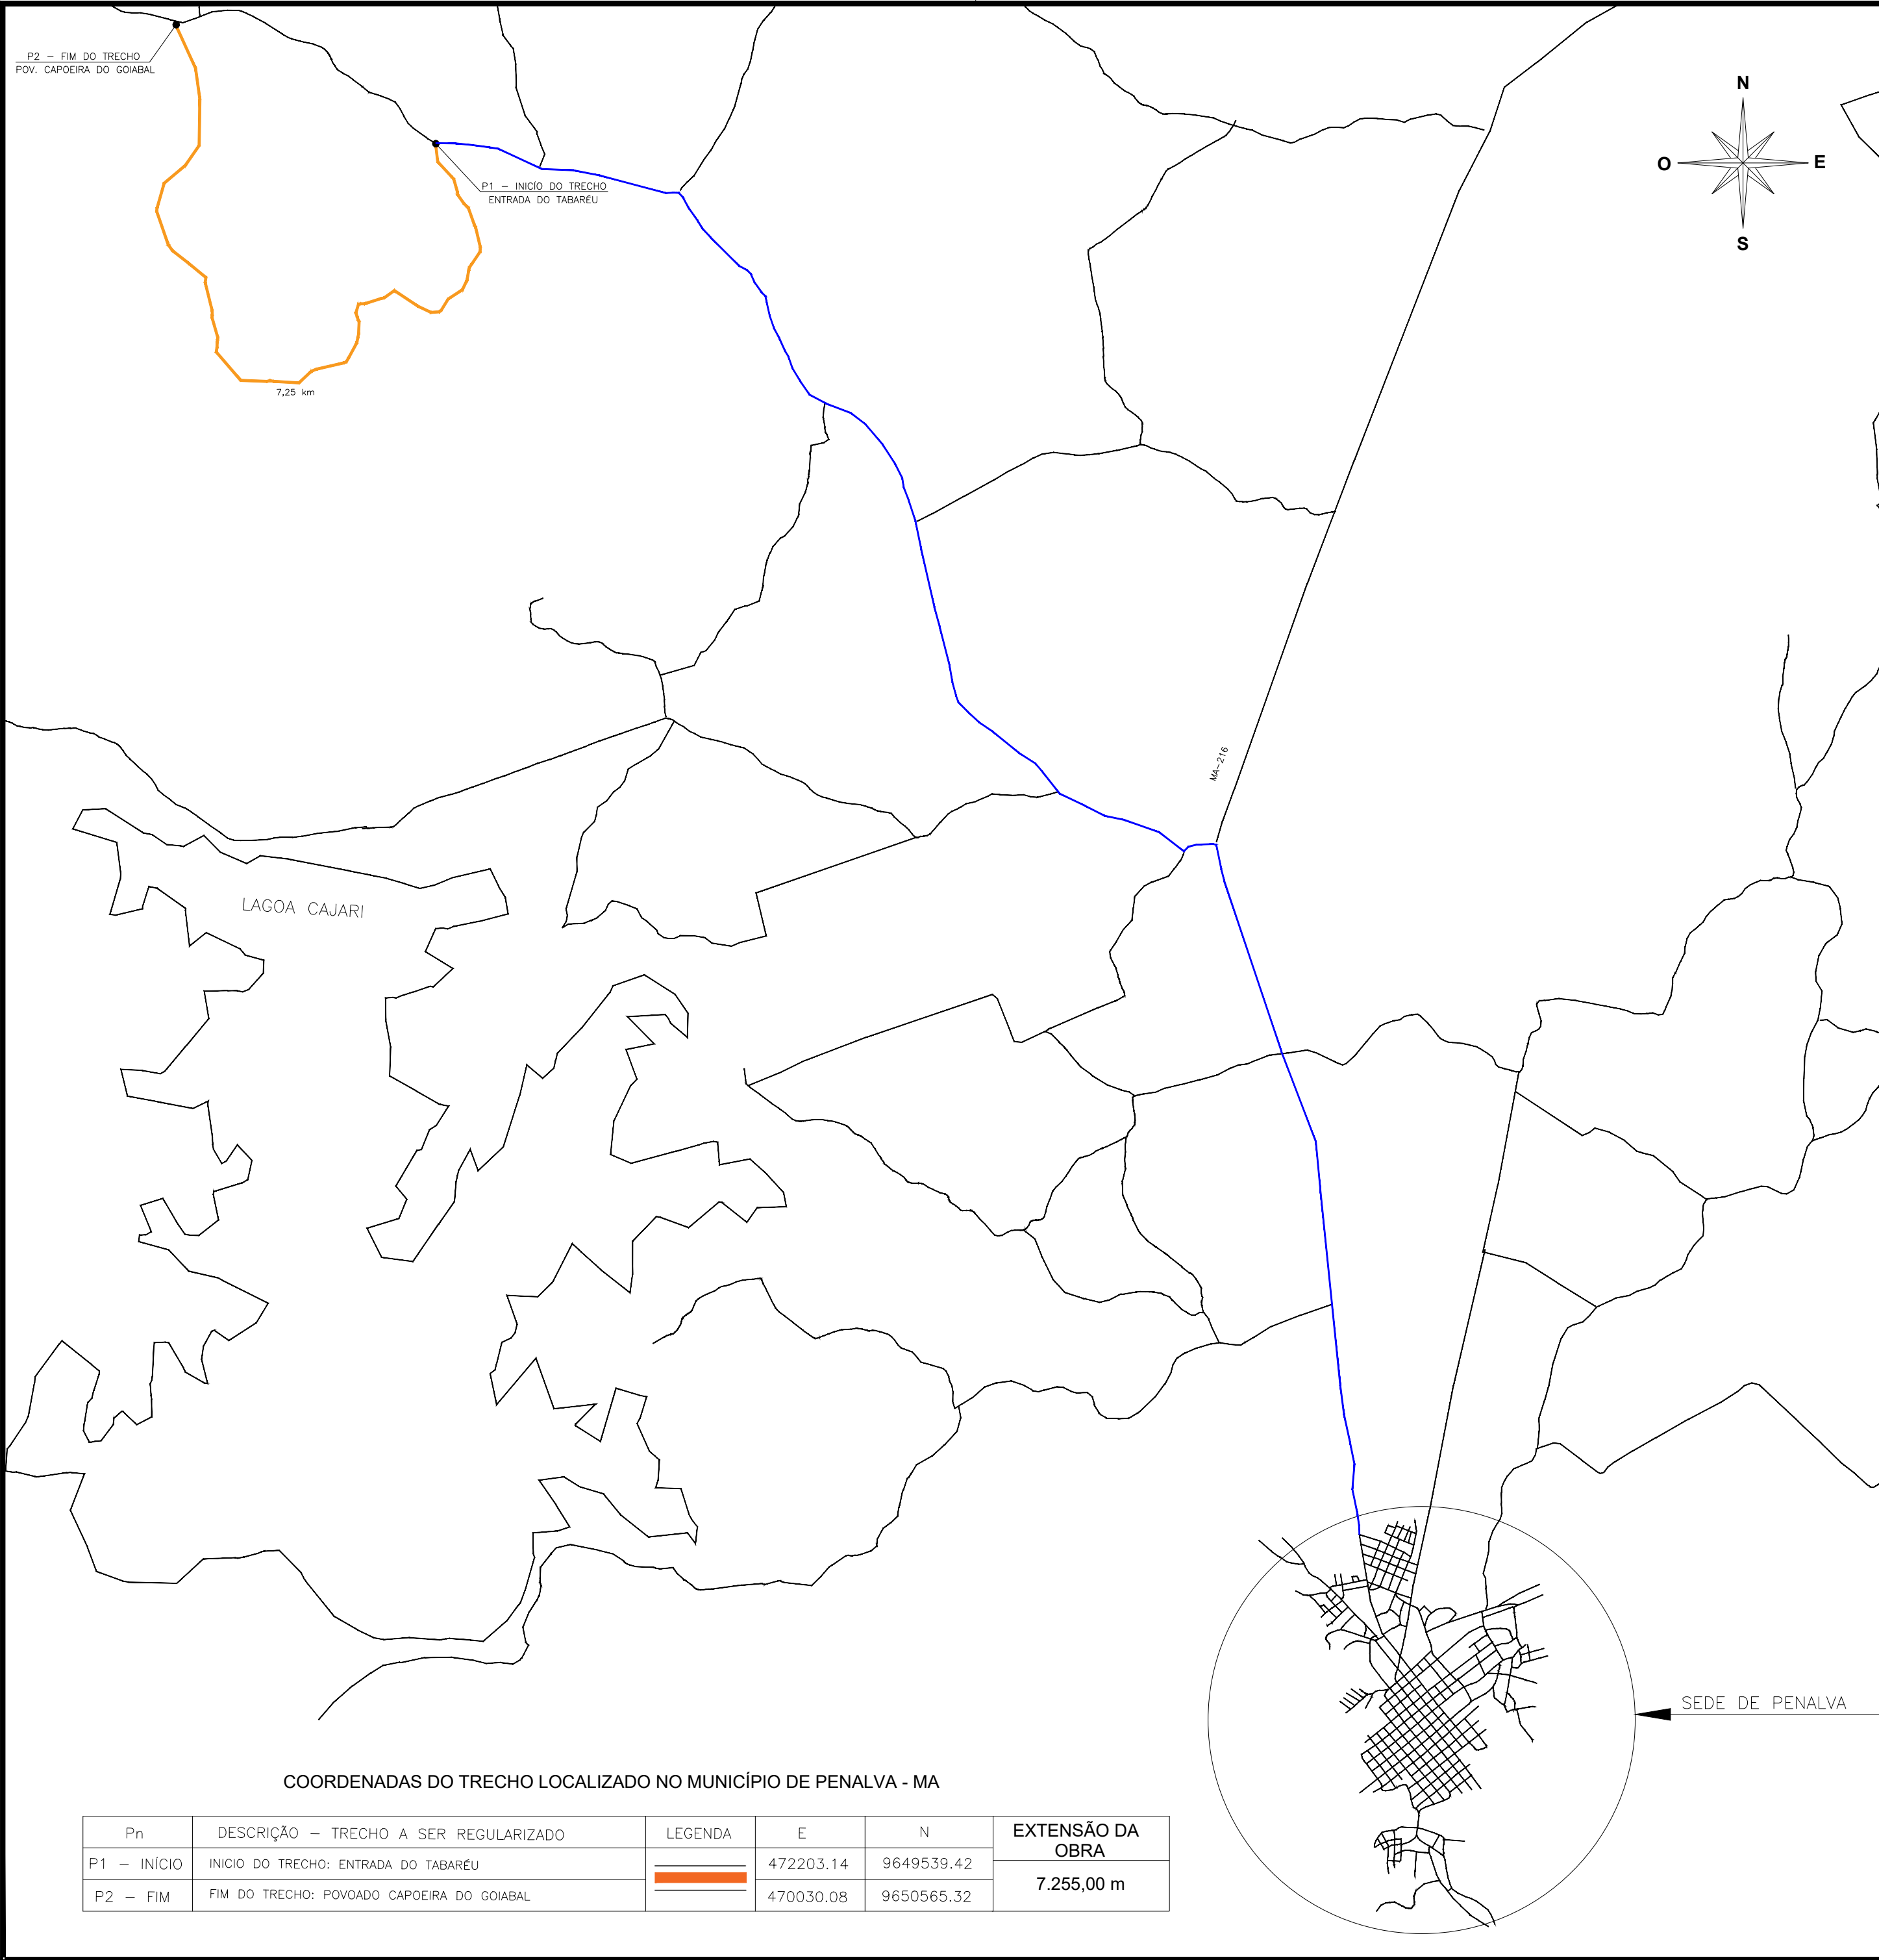 P2 – FIM DO TRECHO
POV. CAPOEIRA DO GOIABAL
P1 – INICÍO DO TRECHO
ENTRADA DO TABARÉU
N
O
E
S
7,25 km
MA-216
LAGOA CAJARI
SEDE DE PENALVA
COORDENADAS DO TRECHO LOCALIZADO NO MUNICÍPIO DE PENALVA - MA
Pn DESCRIÇÃO – TRECHO A SER REGULARIZADO LEGENDA E N EXTENSÃO DA
OBRA
P1 – INÍCIO INICIO DO TRECHO: ENTRADA DO TABARÉU 472203.14 9649539.42
7.255,00 m
P2 – FIM FIM DO TRECHO: POVOADO CAPOEIRA DO GOIABAL 470030.08 9650565.32